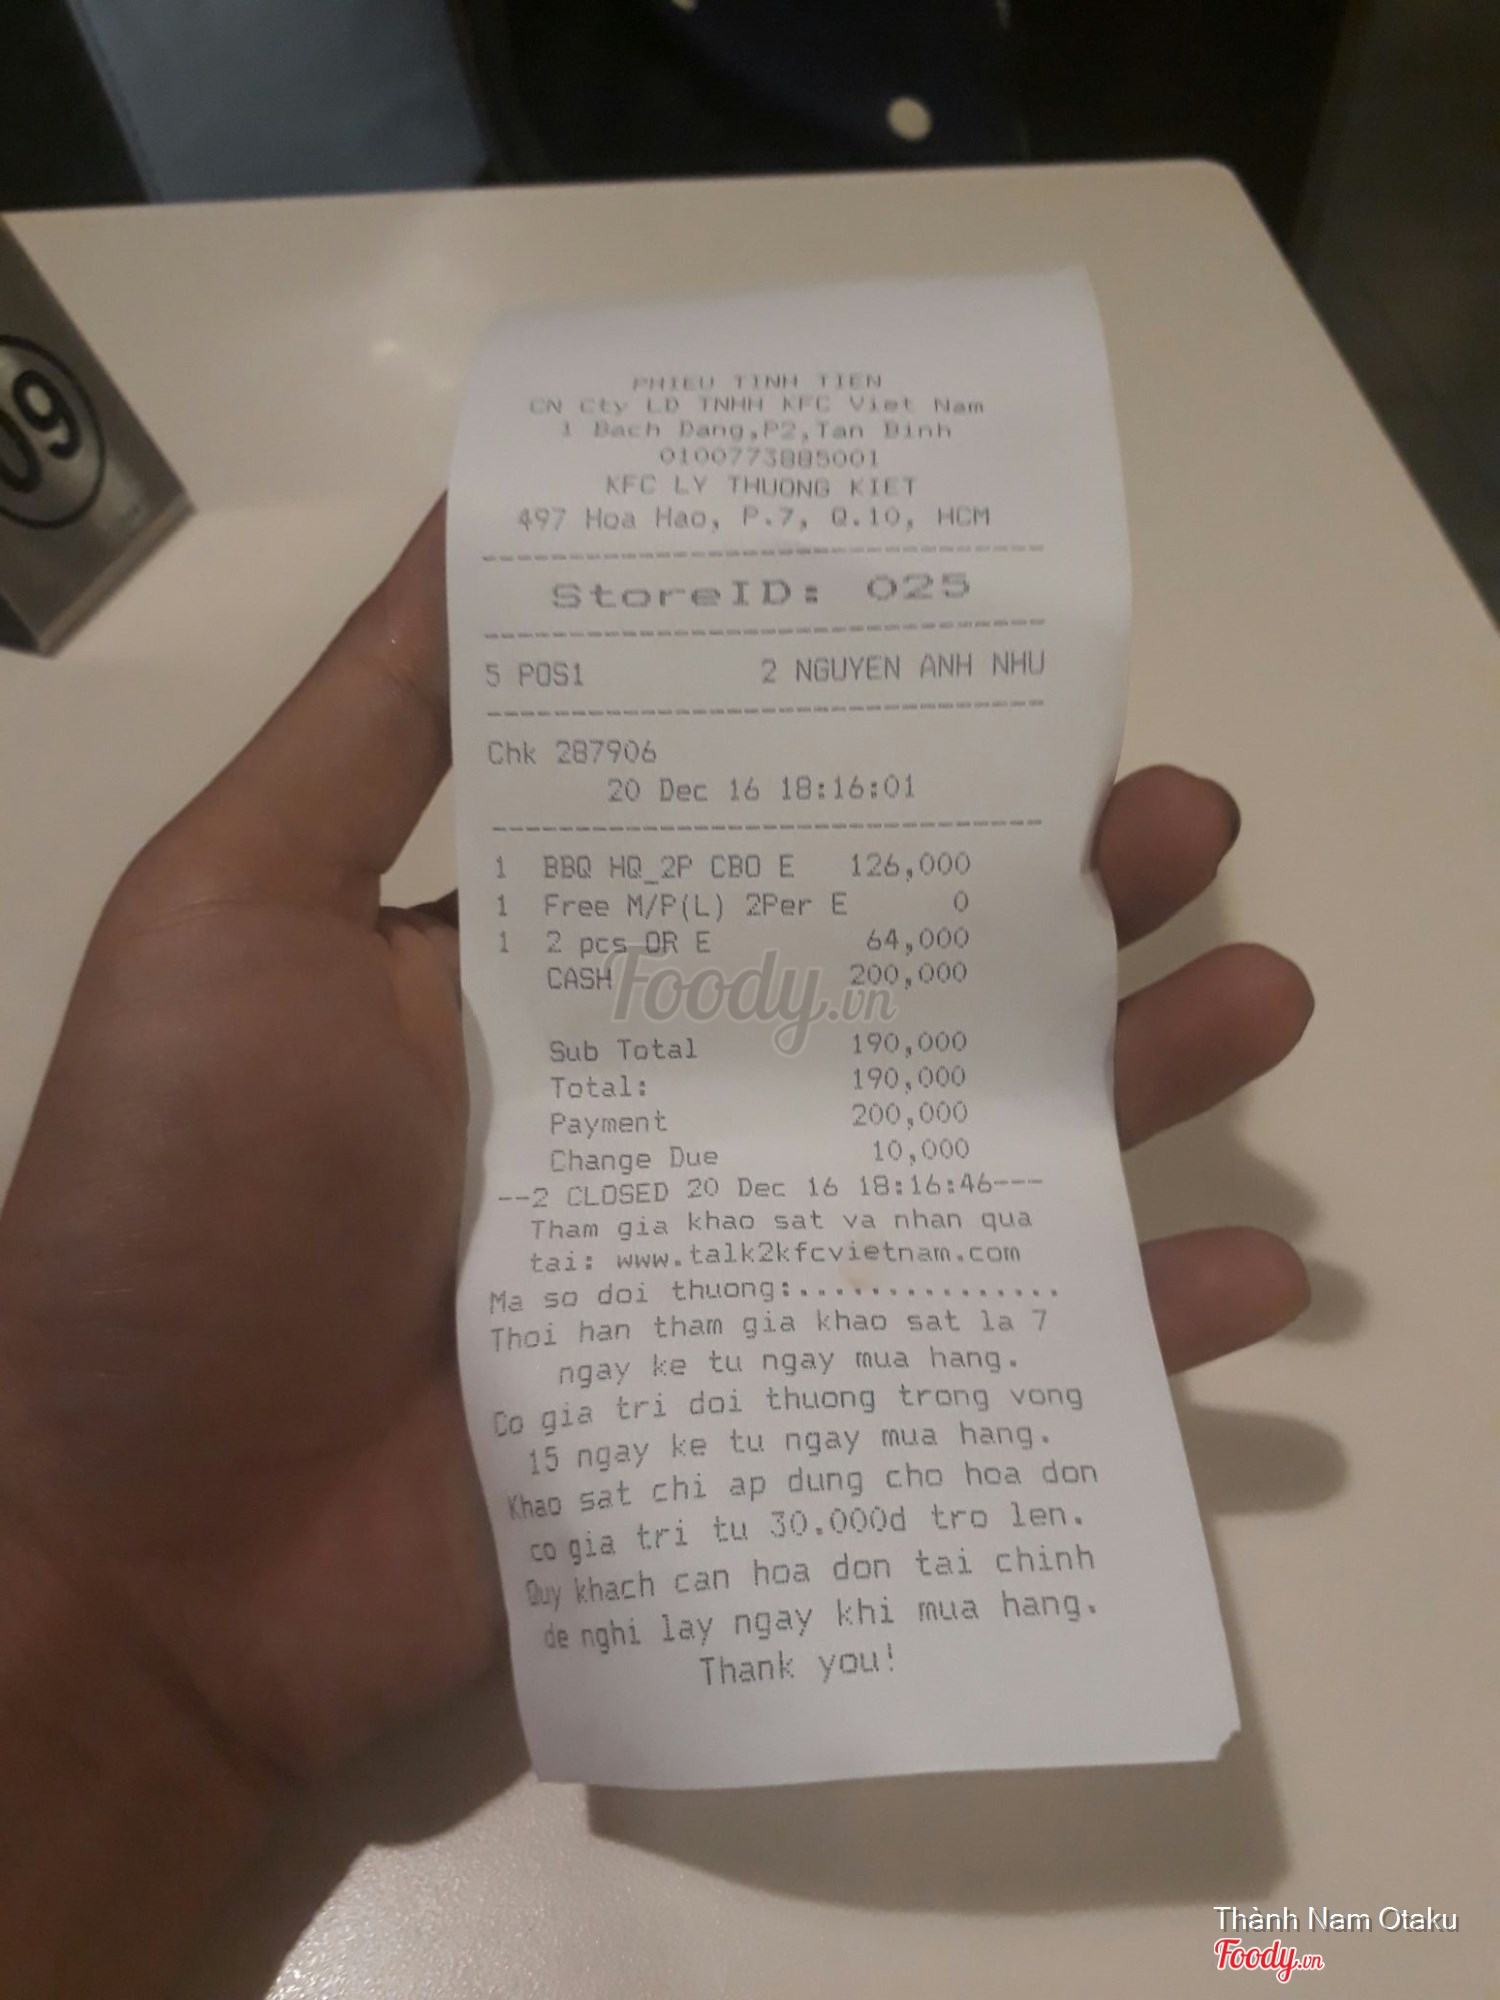 09
PHIEU TINH TIEN
CN Cty LD TNHH KFC Viet Nam
1 Bach Dang,P2,Tan Binh
0100773885001
KFC LY THUONG KIET
497 Hoa Hao, P.7, Q.10, HCM
StoreID: 025
5 POS1 2 NGUYEN ANH NHU
Chk 287906
20 Dec 16 18:16:01
1 BBQ HQ_2P CBO E 126,000
1 Free M/P(L) 2Per E 0
1 2 pcs OR E 64,000
CASH 200,000
Foody.vn
Sub Total 190,000
Total: 190,000
Payment 200,000
Change Due 10,000
--2 CLOSED 20 Dec 16 18:16:46---
Tham gia khao sat va nhan qua
tai: www.talk2kfcvietnam.com
Ma so doi thuong:................
Thoi han tham gia khao sat la 7
ngay ke tu ngay mua hang.
Co gia tri doi thuong trong vong
15 ngay ke tu ngay mua hang.
Khao sat chi ap dung cho hoa don
co gia tri tu 30.000d tro len.
Quy khach can hoa don tai chinh
de nghi lay ngay khi mua hang.
Thank you!
Thành Nam Otaku
Foody.vn